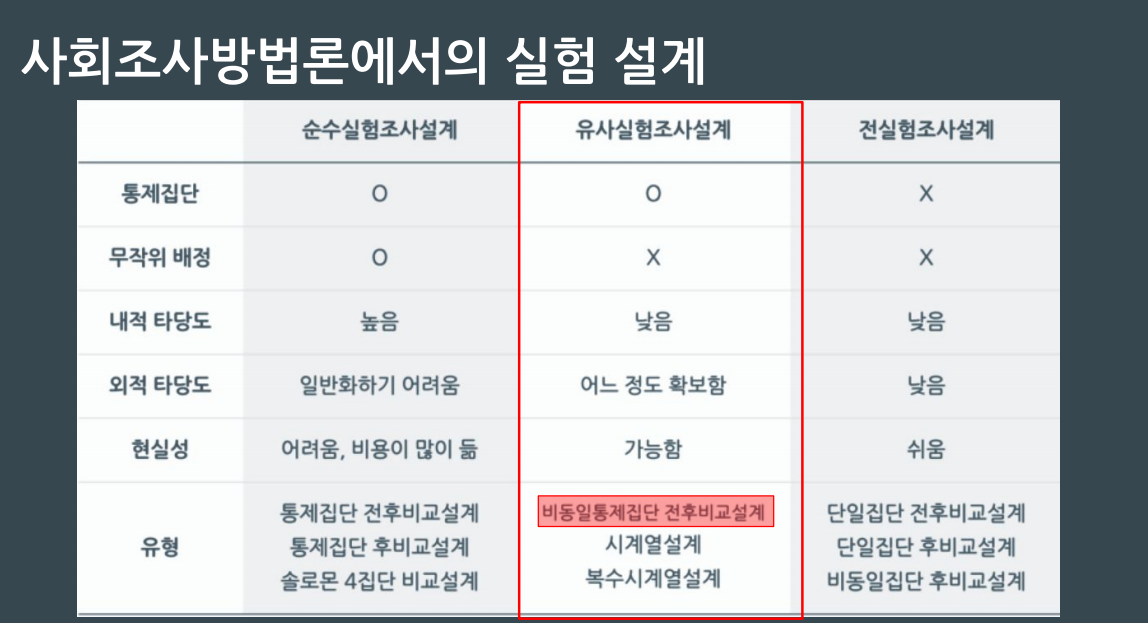 사회조사방법론에서의 실험 설계
순수실험조사설계 유사실험조사설계 전실험조사설계
통제집단 O O X
무작위 배정 O X X
내적 타당도 높음 낮음 낮음
외적 타당도 일반화하기 어려움 어느 정도 확보함 낮음
현실성 어려움, 비용이 많이 듦 가능함 쉬움
통제집단 전후비교설계 비동일통제집단 전후비교설계 단일집단 전후비교설계
유형 통제집단 후비교설계 시계열설계 단일집단 후비교설계
솔로몬 4집단 비교설계 복수시계열설계 비동일집단 후비교설계